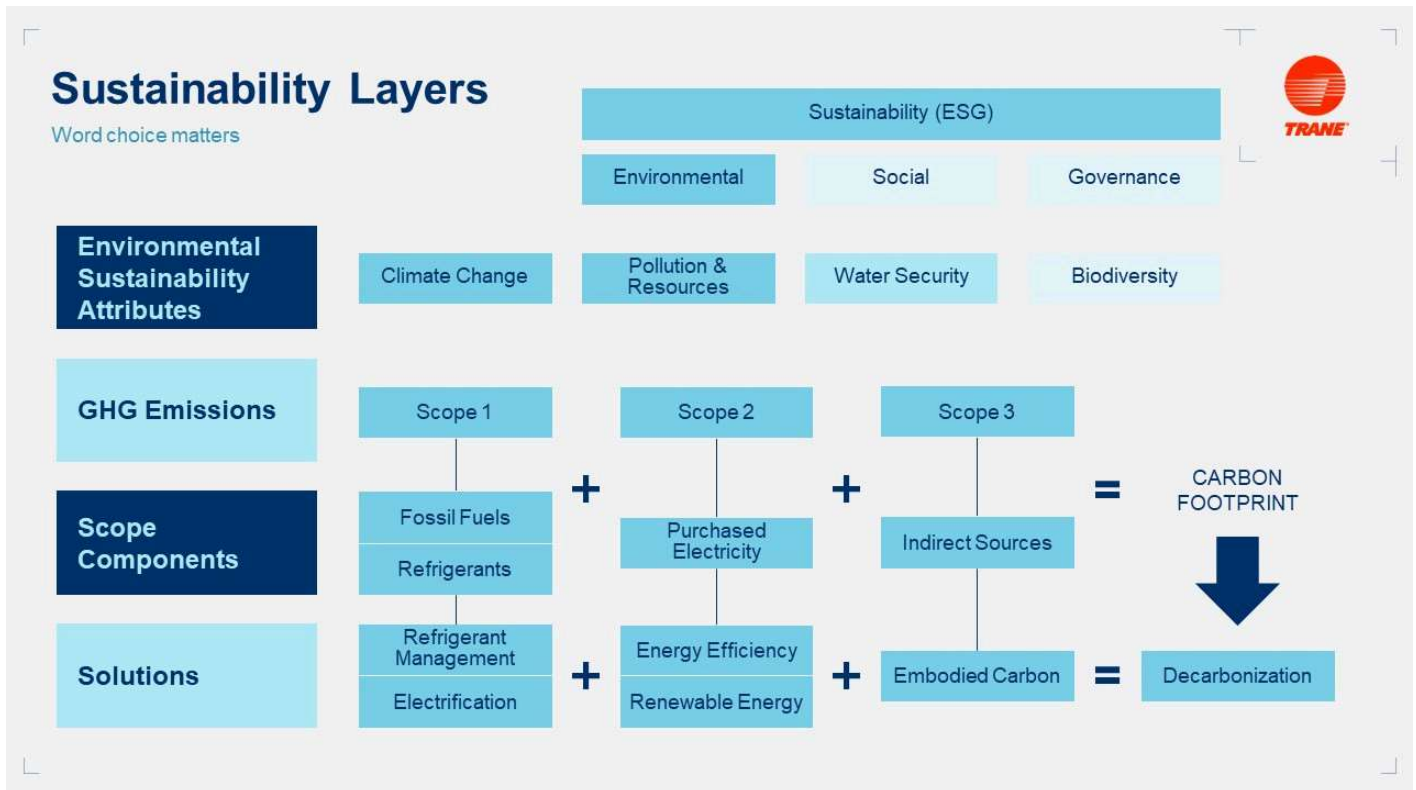 Sustainability Layers
Word choice matters
Sustainability (ESG)
TRANE
Environmental
Social
Governance
Environmental
Sustainability
Attributes
Climate Change
Pollution &
Resources
Water Security
Biodiversity
GHG Emissions
Scope 1
Scope 2
Scope 3
+
+
=
CARBON
FOOTPRINT
Scope
Components
Fossil Fuels
Refrigerants
Purchased
Electricity
Indirect Sources
Solutions
Refrigerant
Management
Electrification
+
Energy Efficiency
Renewable Energy
+
Embodied Carbon
=
Decarbonization